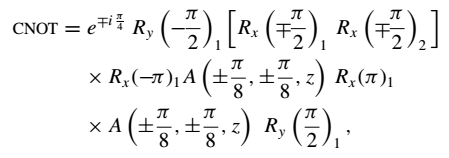 CNOT = e^{∓i π/4} R_y(−π/2)_1 [R_x(∓π/2)_1 R_x(∓π/2)_2]
× R_x(−π)_1 A(±π/8, ±π/8, z) R_x(π)_1
× A(±π/8, ±π/8, z) R_y(π/2)_1,